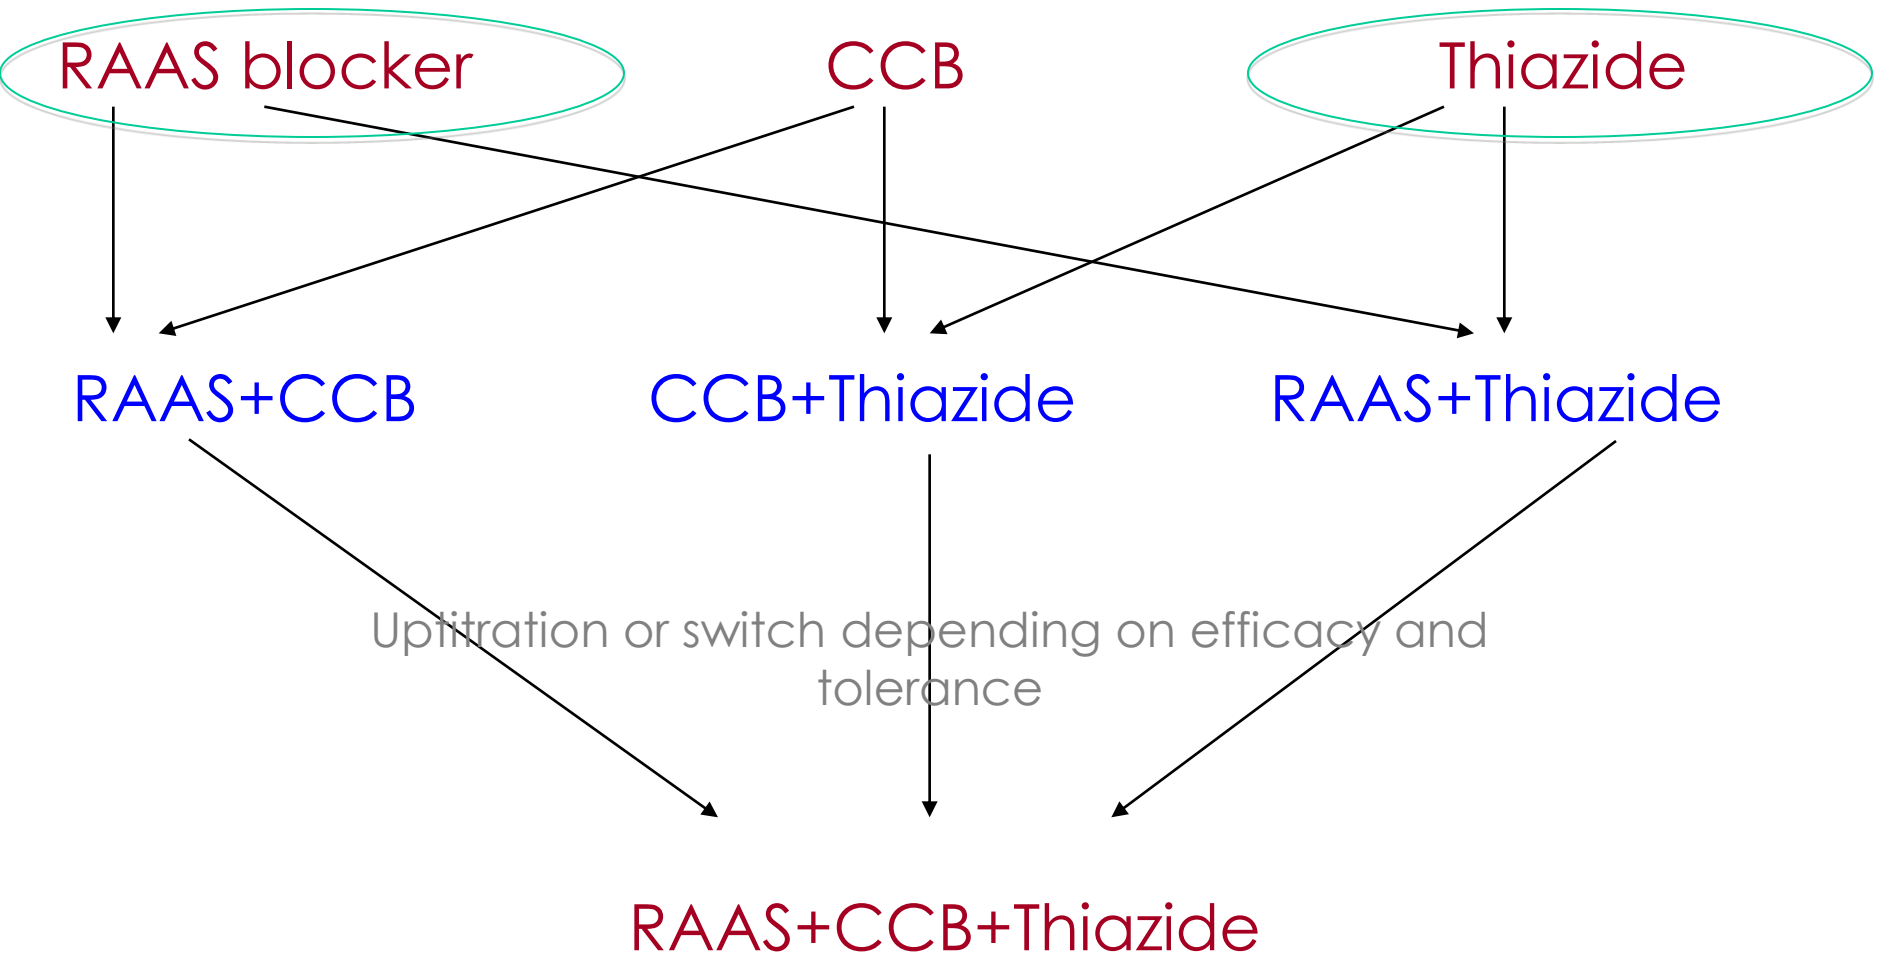 RAAS blocker
CCB
Thiazide
RAAS+CCB
CCB+Thiazide
RAAS+Thiazide
Uptitration or switch depending on efficacy and
tolerance
RAAS+CCB+Thiazide